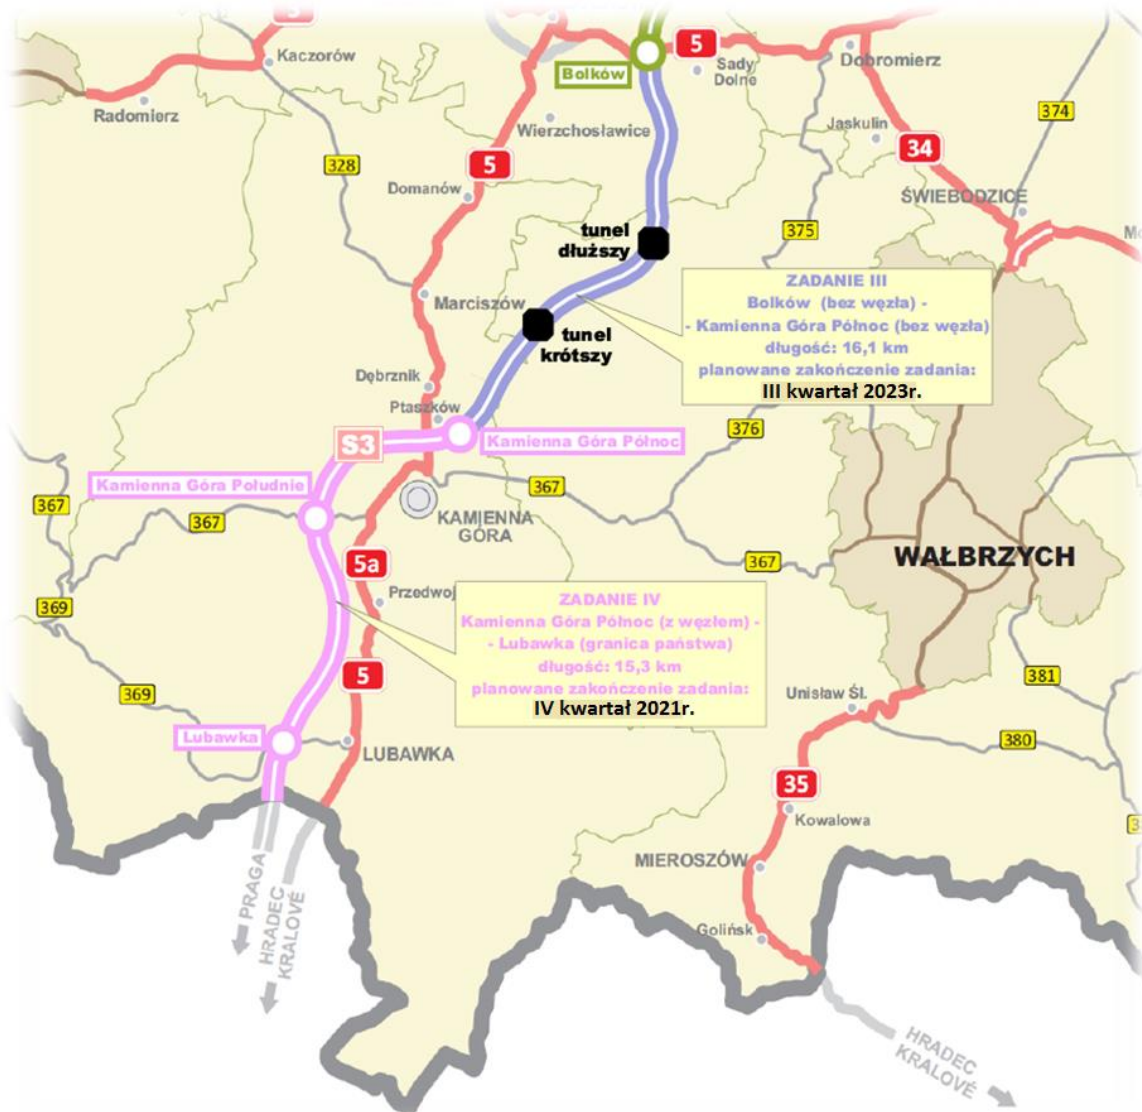 5
Kaczorów
Radomierz
328
Bolków
5
Sady
Dolne
Dobromierz
374
Wierzchosławice
Jaskulin
34
5
Domanów
ŚWIEBODZICE
375
tunel
dłuższy
Marciszów
tunel
krótszy
ZADANIE III
Bolków (bez węzła) -
- Kamienna Góra Północ (bez węzła)
długość: 16,1 km
planowane zakończenie zadania:
III kwartał 2023r.
Dębrznik
Ptaszków
S3
Kamienna Góra Północ
376
Kamienna Góra Południe
367
367
367
KAMIENNA
GÓRA
WAŁBRZYCH
367
5a
Przedwoj
369
ZADANIE IV
Kamienna Góra Północ (z węzłem) -
- Lubawka (granica państwa)
długość: 15,3 km
planowane zakończenie zadania:
IV kwartał 2021r.
5
369
381
Unisław Śl.
Lubawka
LUBAWKA
380
35
Kowalowa
MIEROSZÓW
PRAGA
HRADEC
KRALOVÉ
Golińsk
HRADEC
KRALOVÉ